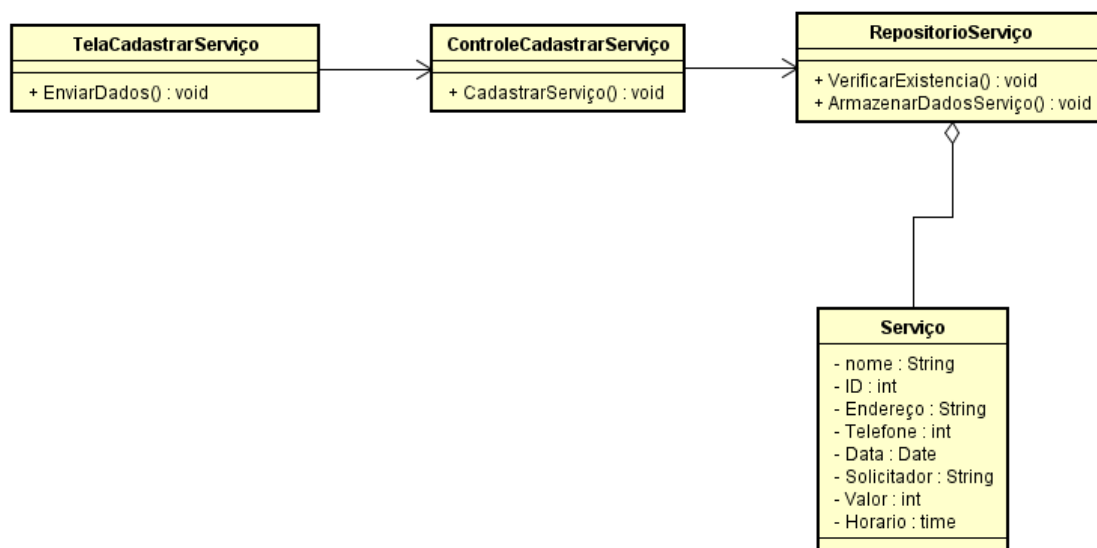 TelaCadastrarServiço
+ EnviarDados() : void
ControleCadastrarServiço
+ CadastrarServiço() : void
RepositorioServiço
+ VerificarExistencia() : void
+ ArmazenarDadosServiço() : void
Serviço
- nome : String
- ID : int
- Endereço : String
- Telefone : int
- Data : Date
- Solicitador : String
- Valor : int
- Horario : time